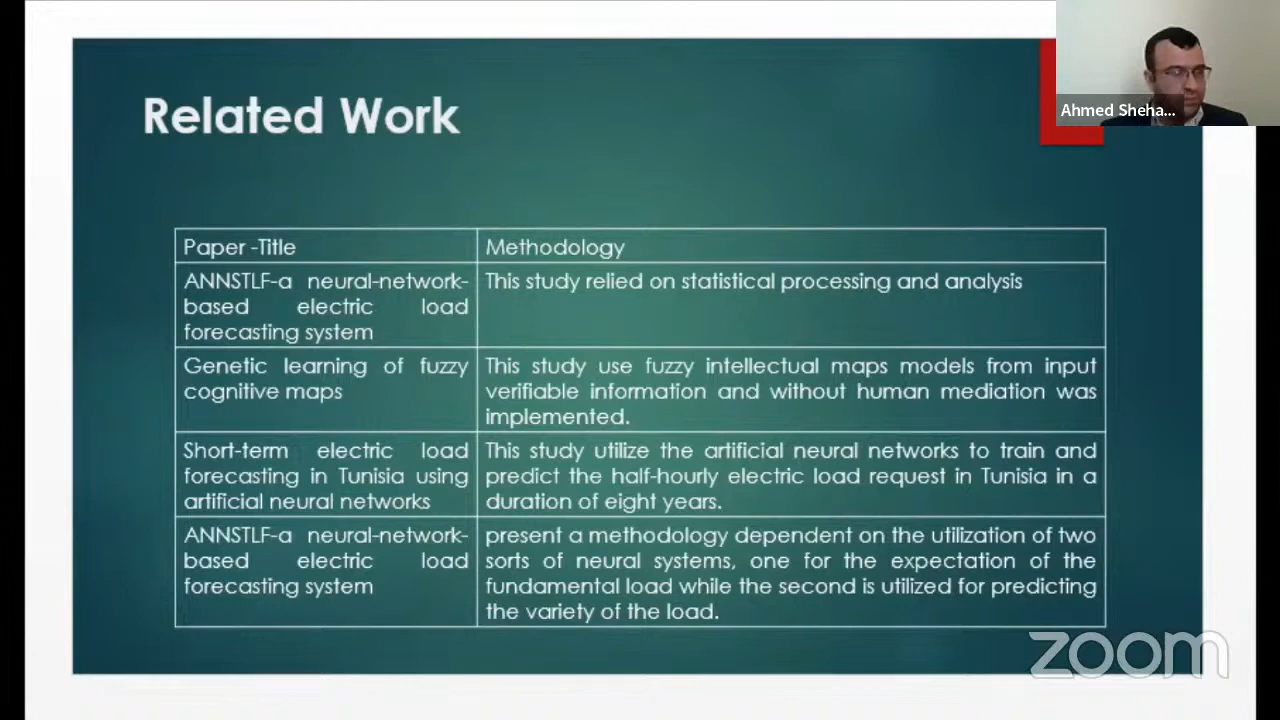 Ahmed Sheha...
Related Work
Paper -Title
Methodology
ANNSTLF-a neural-network-
based electric load
forecasting system
This study relied on statistical processing and analysis
Genetic learning of fuzzy
cognitive maps
This study use fuzzy intellectual maps models from input
verifiable information and without human mediation was
implemented.
Short-term electric load
forecasting in Tunisia using
artificial neural networks
This study utilize the artificial neural networks to train and
predict the half-hourly electric load request in Tunisia in a
duration of eight years.
ANNSTLF-a neural-network-
based electric load
forecasting system
present a methodology dependent on the utilization of two
sorts of neural systems, one for the expectation of the
fundamental load while the second is utilized for predicting
the variety of the load.
zoom